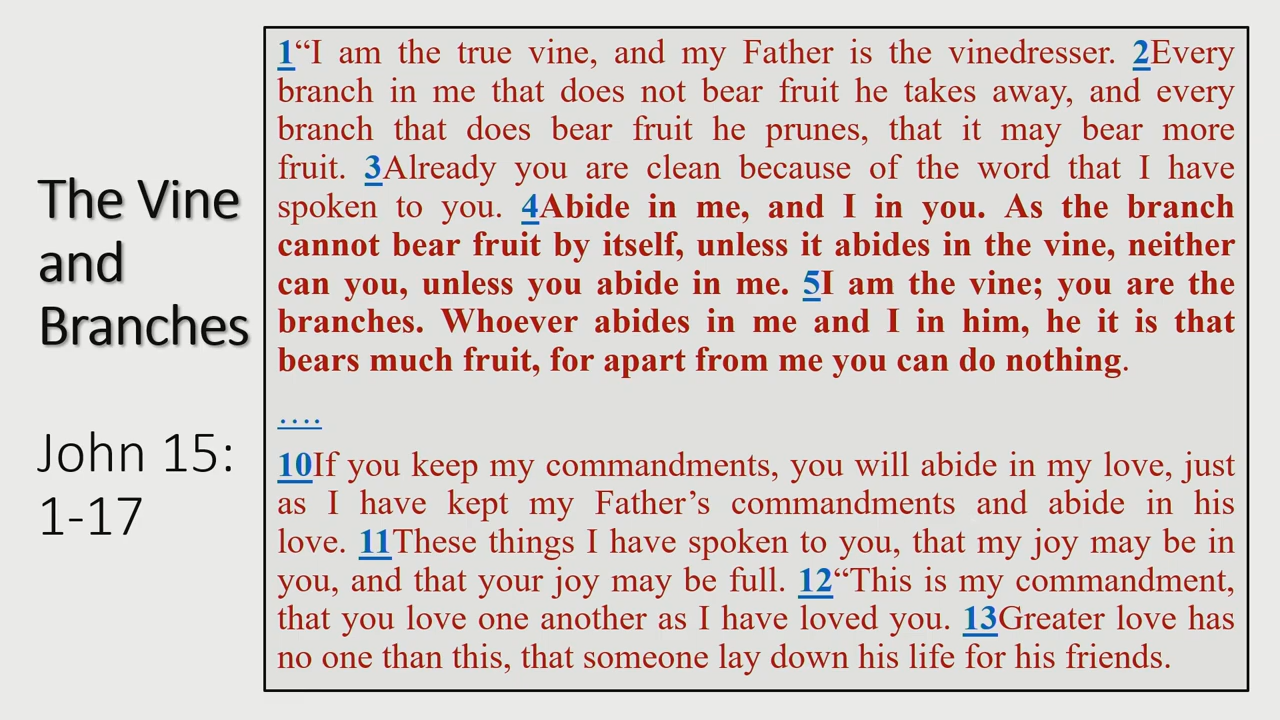 The Vine
and
Branches
John 15:
1-17
1“I am the true vine, and my Father is the vinedresser. 2Every
branch in me that does not bear fruit he takes away, and every
branch that does bear fruit he prunes, that it may bear more
fruit. 3Already you are clean because of the word that I have
spoken to you. 4Abide in me, and I in you. As the branch
cannot bear fruit by itself, unless it abides in the vine, neither
can you, unless you abide in me. 5I am the vine; you are the
branches. Whoever abides in me and I in him, he it is that
bears much fruit, for apart from me you can do nothing.
....
10If you keep my commandments, you will abide in my love, just
as I have kept my Father’s commandments and abide in his
love. 11These things I have spoken to you, that my joy may be in
you, and that your joy may be full. 12“This is my commandment,
that you love one another as I have loved you. 13Greater love has
no one than this, that someone lay down his life for his friends.